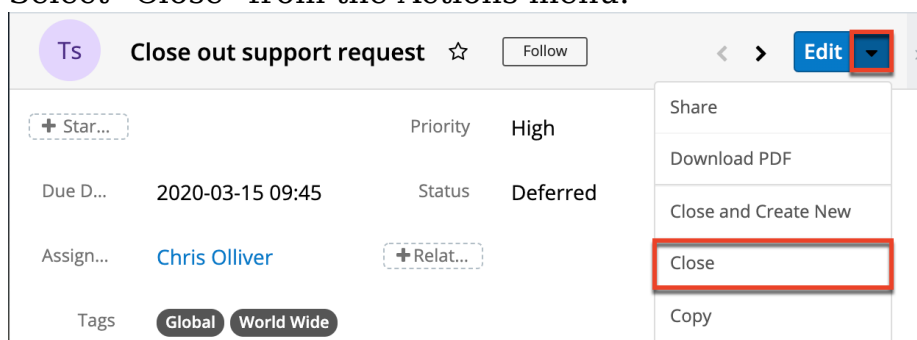 Select "Close" from the Actions menu.
Ts Close out support request Follow Edit
Share
+ Star... Priority High
Download PDF
Due D... 2020-03-15 09:45 Status Deferred
Close and Create New
Assign... Chris Olliver +Relat...
Close
Tags Global World Wide
Copy